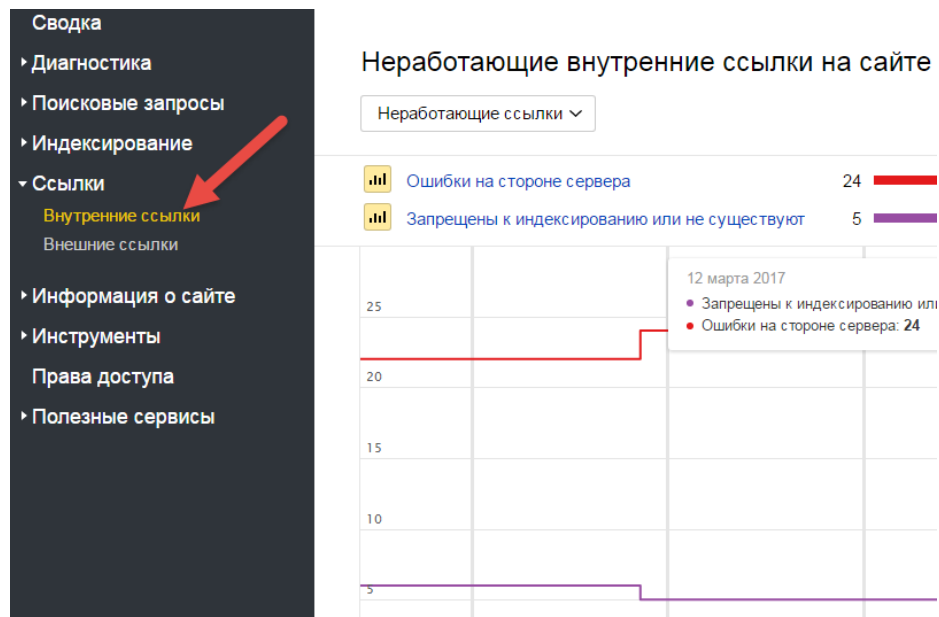 Сводка
Диагностика
Поисковые запросы
Индексирование
Ссылки
Внутренние ссылки
Внешние ссылки
Информация о сайте
Инструменты
Права доступа
Полезные сервисы
Неработающие внутренние ссылки на сайте
Неработающие ссылки
Ошибки на стороне сервера 24
Запрещены к индексированию или не существуют 5
12 марта 2017
Запрещены к индексированию или
Ошибки на стороне сервера: 24
25
20
15
10
5